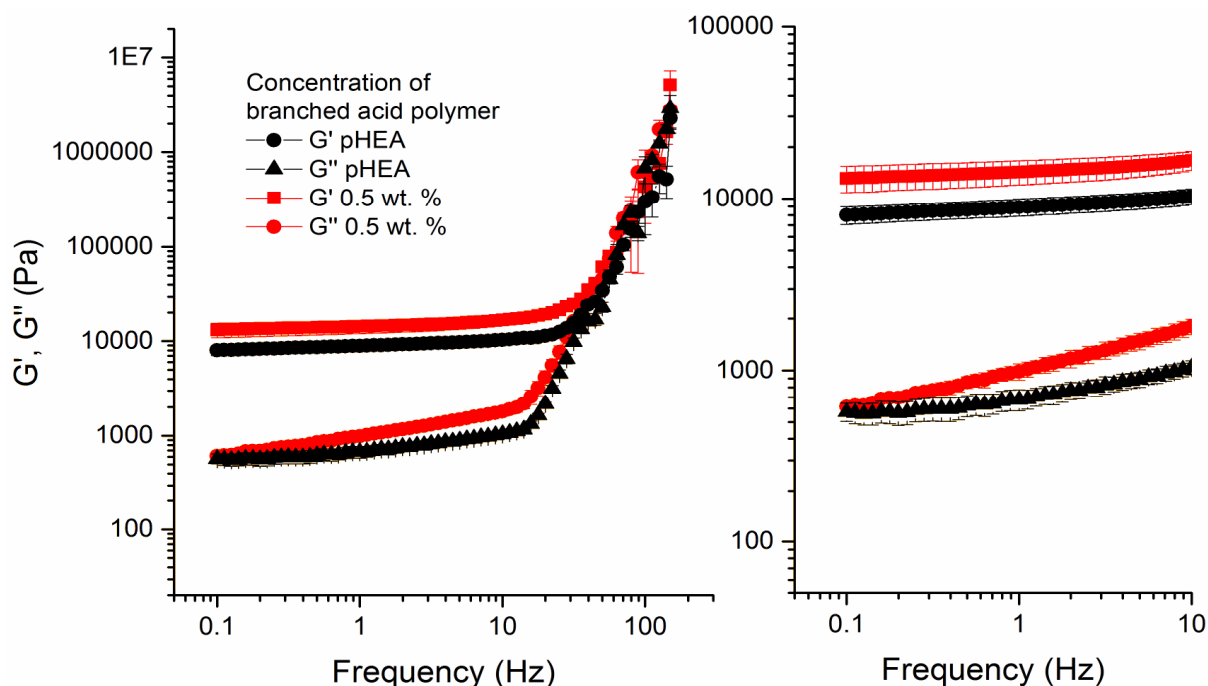 1E7
1000000
100000
10000
1000
100
G', G'' (Pa)
Concentration of
branched acid polymer
G' pHEA
G'' pHEA
G' 0.5 wt. %
G'' 0.5 wt. %
0.1
1
10
100
Frequency (Hz)
100000
10000
1000
100
0.1
1
10
Frequency (Hz)